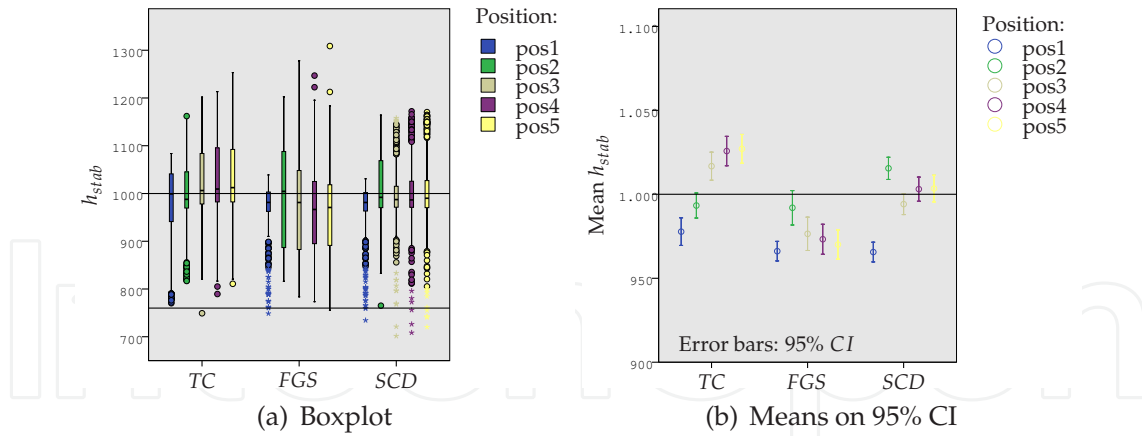 Position:
pos1
pos2
pos3
pos4
pos5
h_stab
1300
1200
1100
1000
900
800
700
TC
FGS
SCD
(a) Boxplot
Position:
pos1
pos2
pos3
pos4
pos5
Mean h_stab
1.100
1.050
1.000
950
900
Error bars: 95% CI
TC
FGS
SCD
(b) Means on 95% CI